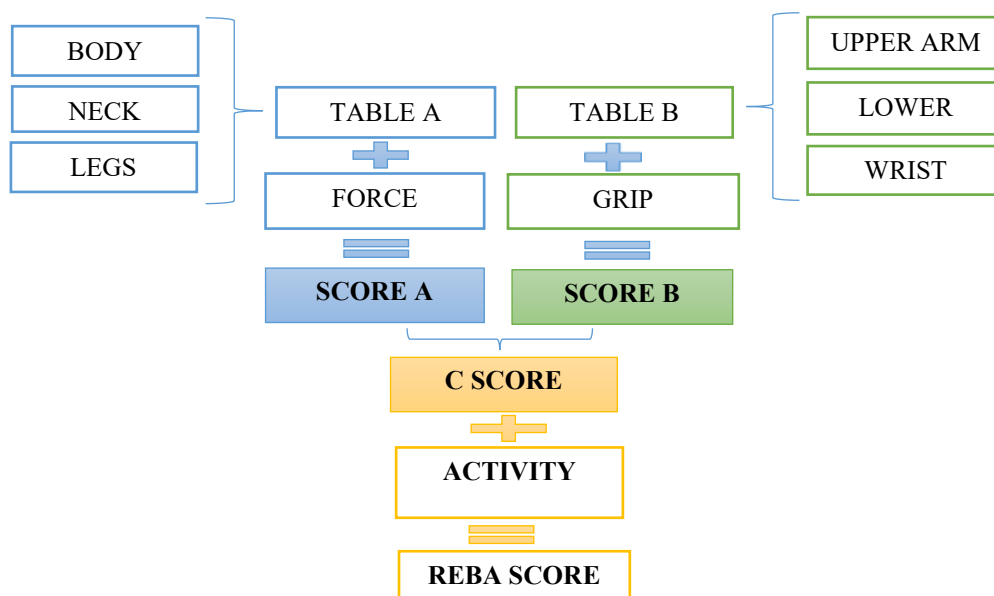 BODY
NECK
LEGS
TABLE A
FORCE
SCORE A
TABLE B
GRIP
SCORE B
UPPER ARM
LOWER
WRIST
C SCORE
ACTIVITY
REBA SCORE